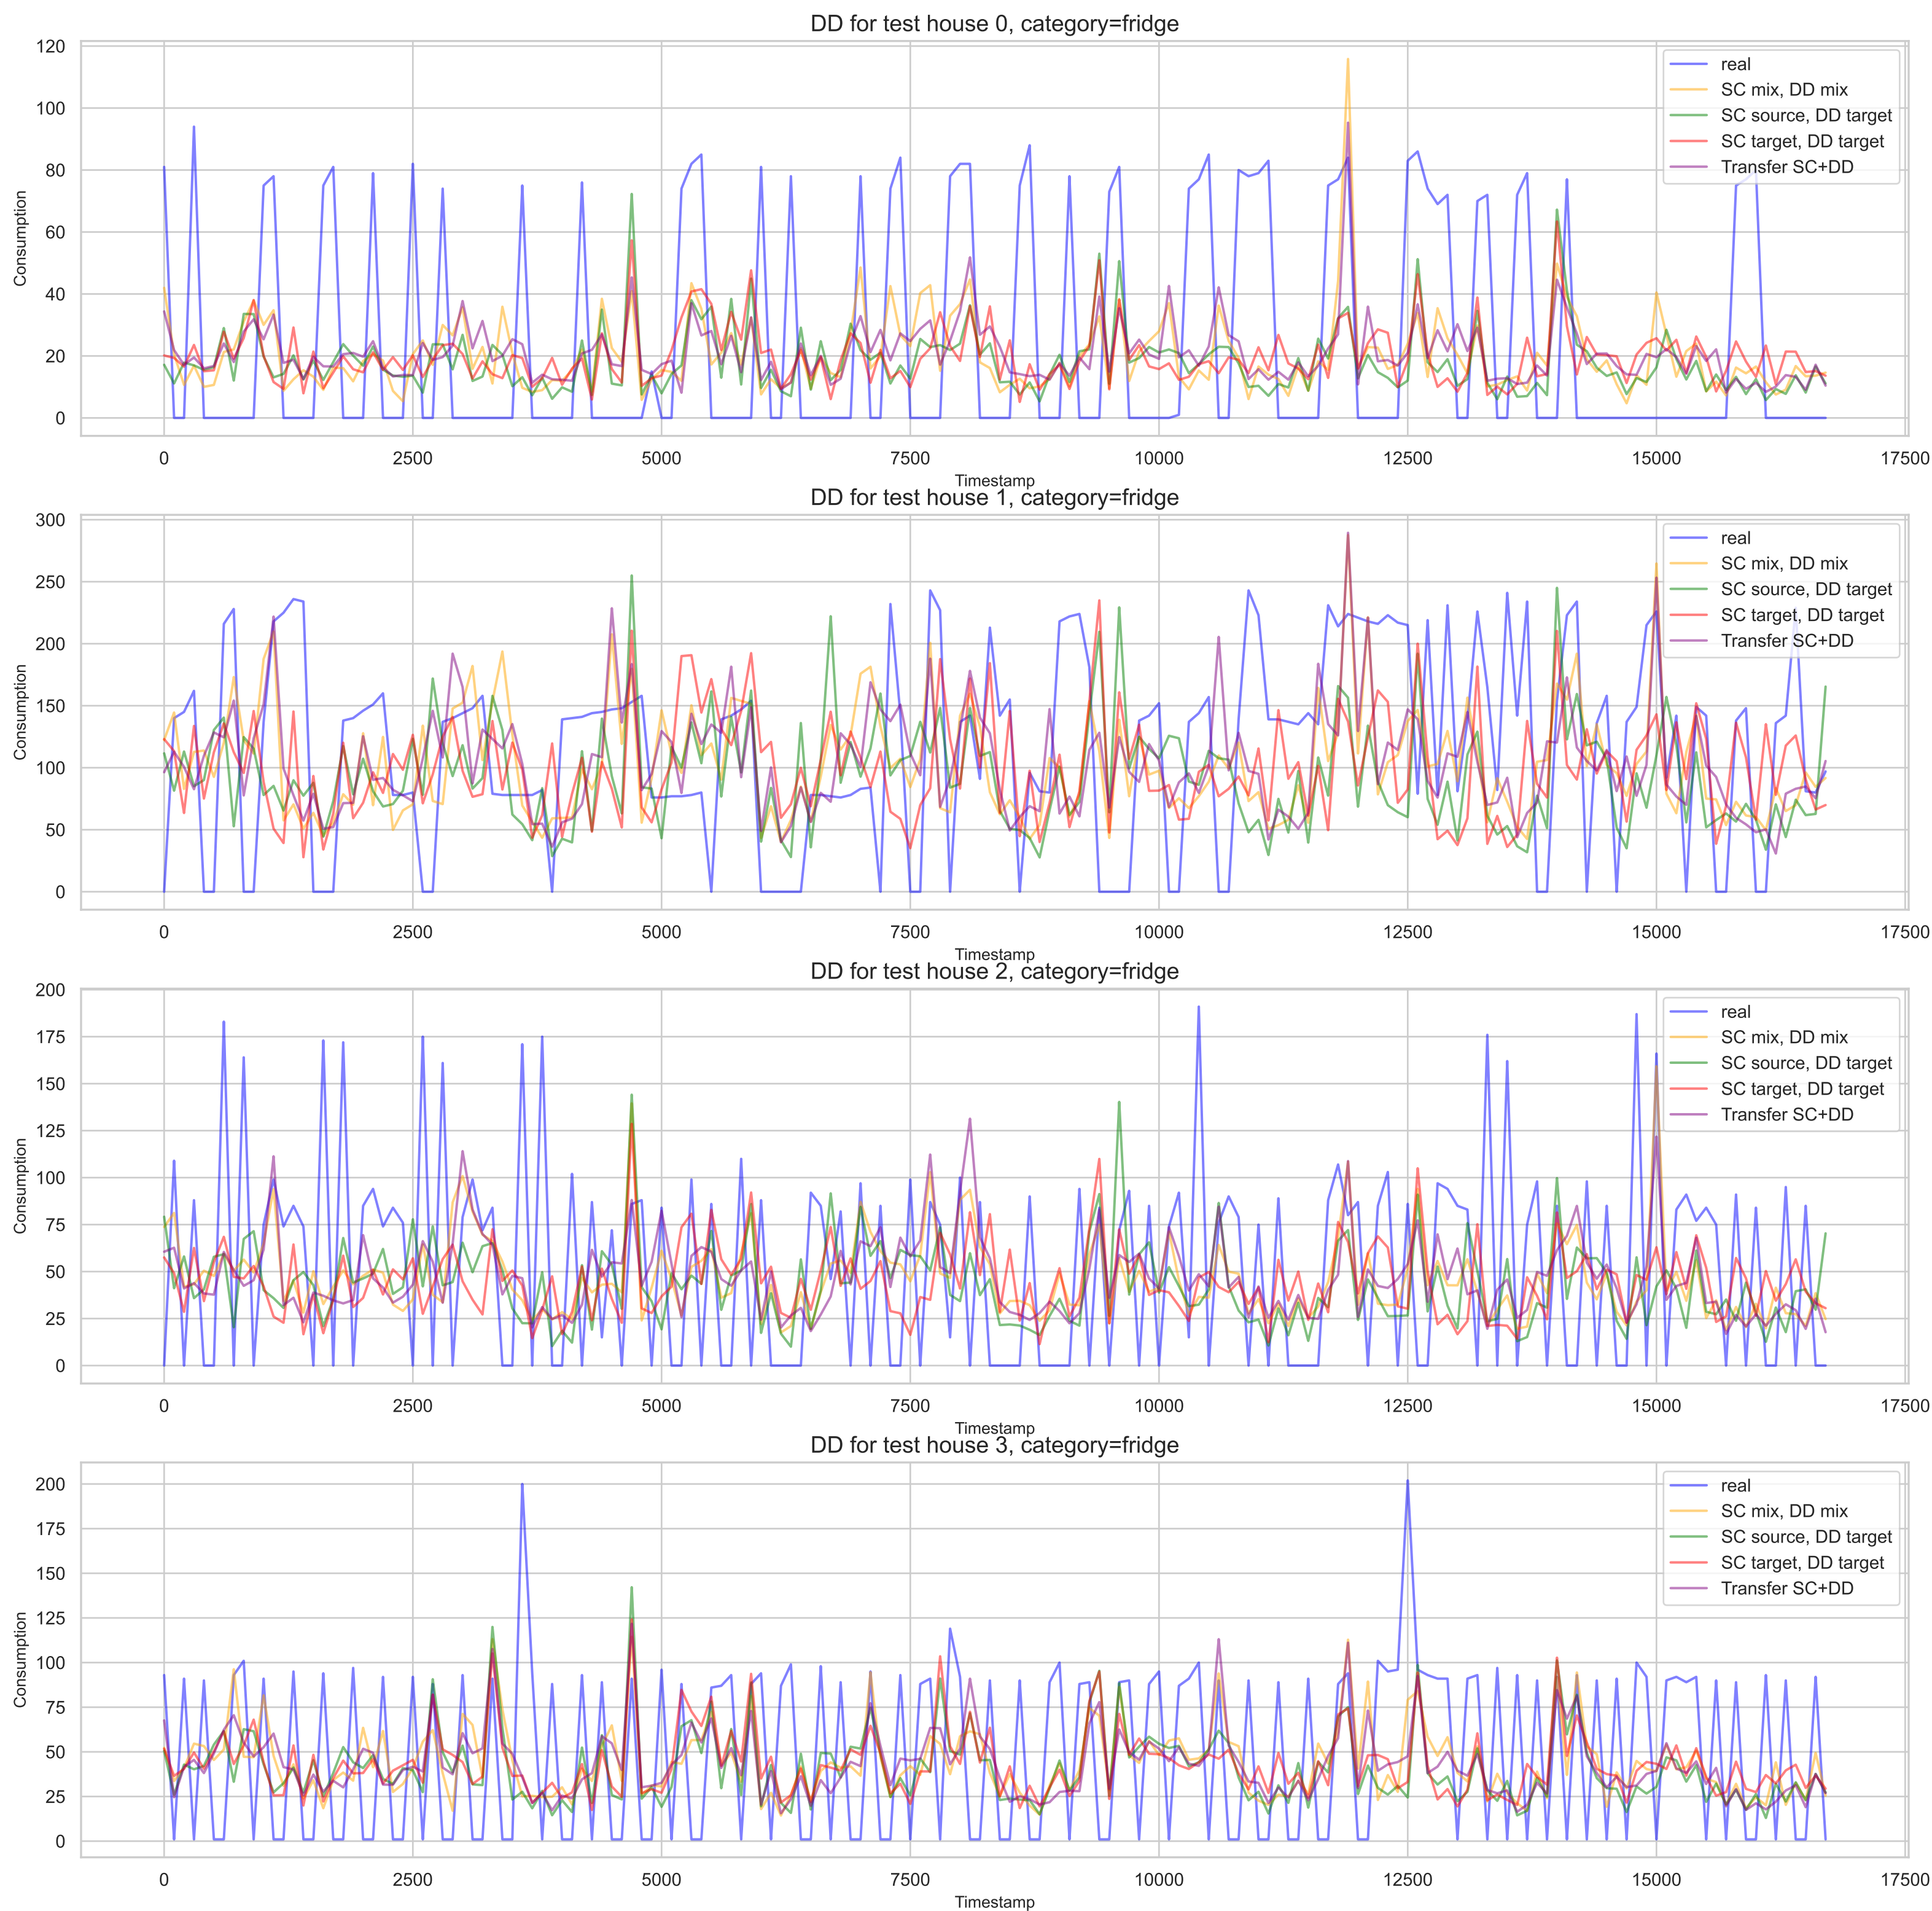 DD for test house 0, category=fridge
120
100
80
60
40
20
0
Consumption
real
SC mix, DD mix
SC source, DD target
SC target, DD target
Transfer SC+DD
0 2500 5000 7500 10000 12500 15000 17500
Timestamp
DD for test house 1, category=fridge
300
250
200
150
100
50
0
Consumption
real
SC mix, DD mix
SC source, DD target
SC target, DD target
Transfer SC+DD
0 2500 5000 7500 10000 12500 15000 17500
Timestamp
DD for test house 2, category=fridge
200
175
150
125
100
75
50
25
0
Consumption
real
SC mix, DD mix
SC source, DD target
SC target, DD target
Transfer SC+DD
0 2500 5000 7500 10000 12500 15000 17500
Timestamp
DD for test house 3, category=fridge
200
175
150
125
100
75
50
25
0
Consumption
real
SC mix, DD mix
SC source, DD target
SC target, DD target
Transfer SC+DD
0 2500 5000 7500 10000 12500 15000 17500
Timestamp